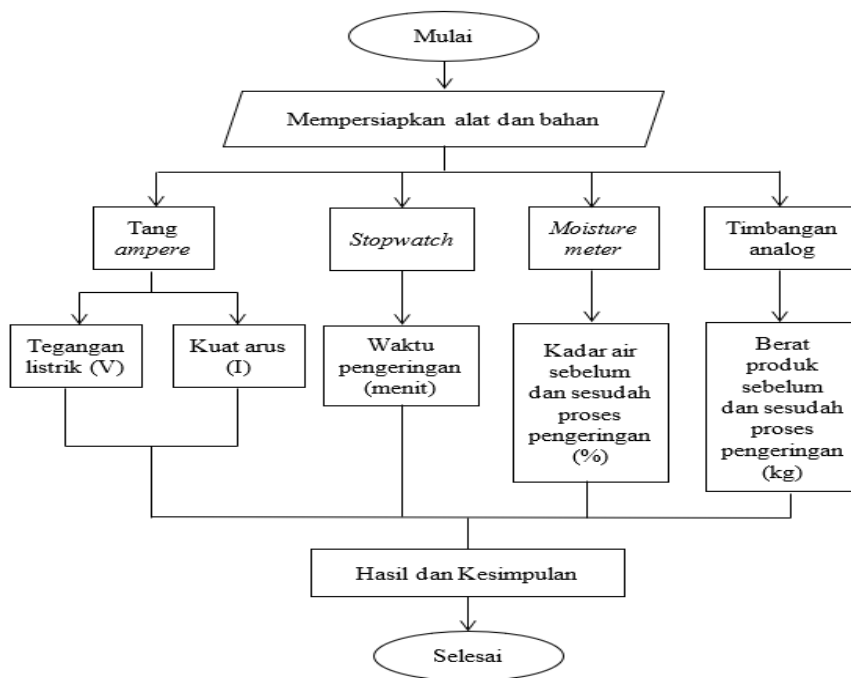 Mulai
Mempersiapkan alat dan bahan
Tang
ampere
Stopwatch
Moisture
meter
Timbangan
analog
Tegangan
listrik (V)
Kuat arus
(I)
Waktu
pengeringan
(menit)
Kadar air
sebelum
dan sesudah
proses
pengeringan
(%)
Berat
produk
sebelum
dan sesudah
proses
pengeringan
(kg)
Hasil dan Kesimpulan
Selesai